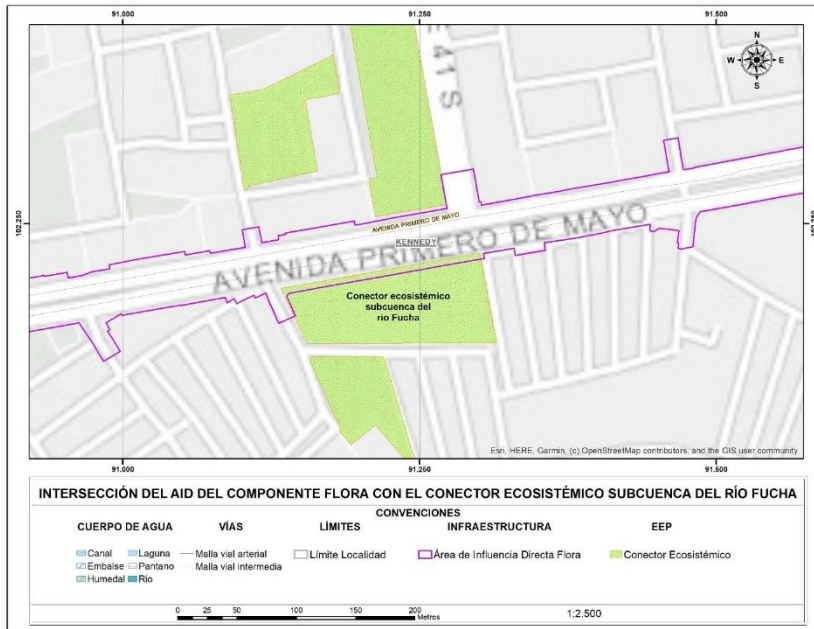 91.000 91.250 91.500
N
W E
S
E 41 S
102.250 102.250
AVENIDA PRIMERO DE MAYO
KENNEDY
AVENIDA PRIMERO DE MAYO
Conector ecosistémico
subcuenca del
rio Fucha
Esri, HERE, Garmin, (c) OpenStreetMap contributors, and the GIS user community
91.000 91.250 91.500
INTERSECCIÓN DEL AID DEL COMPONENTE FLORA CON EL CONECTOR ECOSISTÉMICO SUBCUENCA DEL RÍO FUCHA
CONVENCIONES
CUERPO DE AGUA VÍAS LÍMITES INFRAESTRUCTURA EEP
Canal Laguna Malla vial arterial Límite Localidad Área de Influencia Directa Flora Conector Ecosistémico
Embalse Pantano Malla vial intermedia
Humedal Rio
0 25 50 100 150 200
Metros
1:2.500